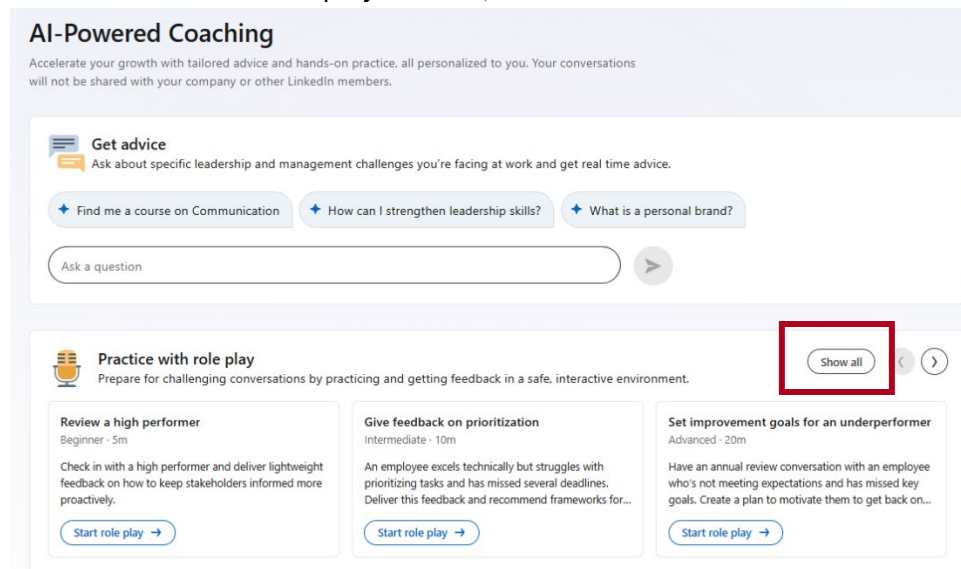 AI-Powered Coaching
Accelerate your growth with tailored advice and hands-on practice, all personalized to you. Your conversations
will not be shared with your company or other LinkedIn members.
Get advice
Ask about specific leadership and management challenges you're facing at work and get real time advice.
Find me a course on Communication
How can I strengthen leadership skills?
What is a personal brand?
Ask a question
Practice with role play
Prepare for challenging conversations by practicing and getting feedback in a safe, interactive environment.
Show all
Review a high performer
Beginner · 5m
Check in with a high performer and deliver lightweight
feedback on how to keep stakeholders informed more
proactively.
Start role play
Give feedback on prioritization
Intermediate · 10m
An employee excels technically but struggles with
prioritizing tasks and has missed several deadlines.
Deliver this feedback and recommend frameworks for...
Start role play
Set improvement goals for an underperformer
Advanced · 20m
Have an annual review conversation with an employee
who's not meeting expectations and has missed key
goals. Create a plan to motivate them to get back on...
Start role play